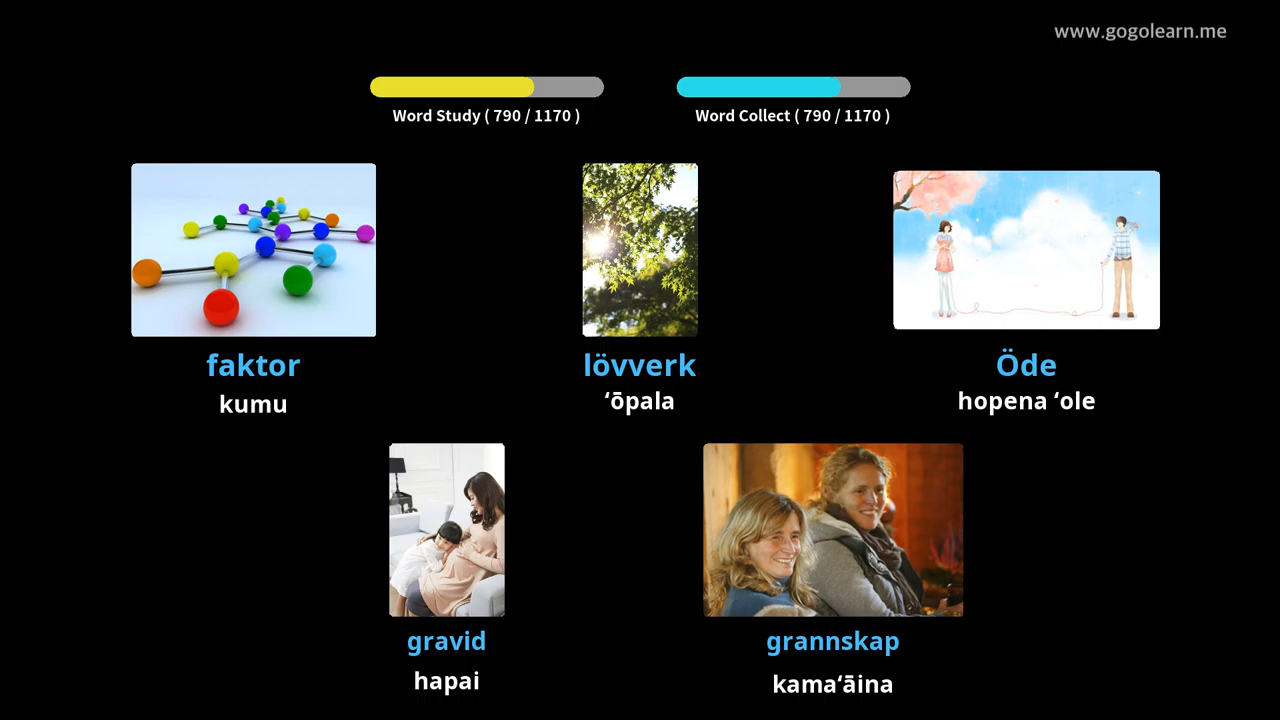 www.gogolearn.me
Word Study ( 790 / 1170 )
Word Collect ( 790 / 1170 )
faktor
lövverk
Öde
kumu
ʻōpala
hopena ʻole
gravid
grannskap
hapai
kamaʻāina